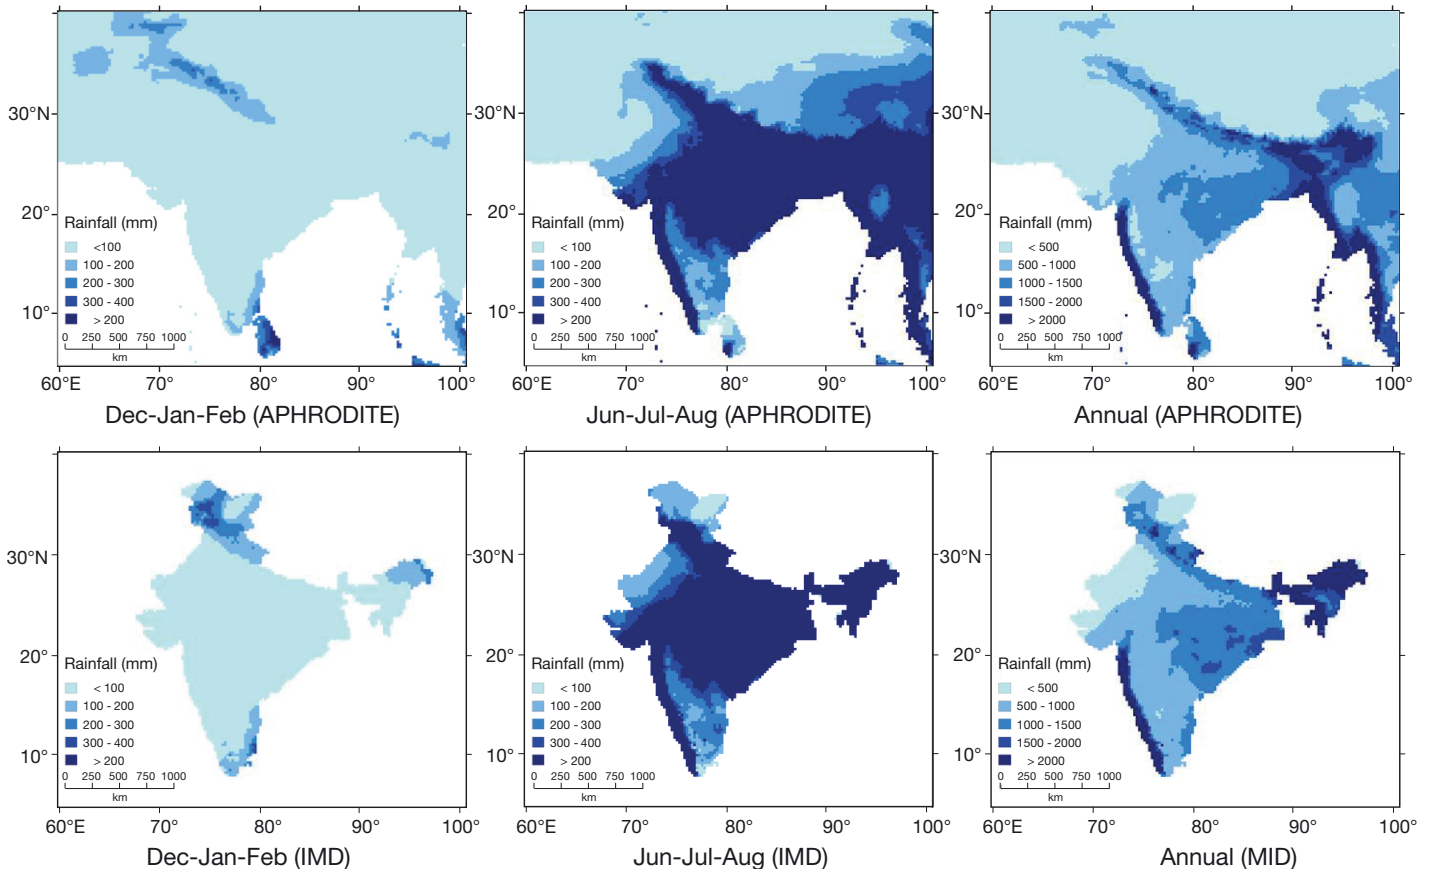 30°N
20°
10°
Rainfall (mm)
<100
100 - 200
200 - 300
300 - 400
> 200
0 250 500 750 1000
km
60°E 70° 80° 90° 100°
Dec-Jan-Feb (APHRODITE)
30°N
20°
10°
Rainfall (mm)
< 100
100 - 200
200 - 300
300 - 400
> 200
0 250 500 750 1000
km
60°E 70° 80° 90° 100°
Jun-Jul-Aug (APHRODITE)
30°N
20°
10°
Rainfall (mm)
< 500
500 - 1000
1000 - 1500
1500 - 2000
> 2000
0 250 500 750 1000
km
60°E 70° 80° 90° 100°
Annual (APHRODITE)
30°N
20°
10°
Rainfall (mm)
< 100
100 - 200
200 - 300
300 - 400
> 200
0 250 500 750 1000
km
60°E 70° 80° 90° 100°
Dec-Jan-Feb (IMD)
30°N
20°
10°
Rainfall (mm)
< 100
100 - 200
200 - 300
300 - 400
> 200
0 250 500 750 1000
km
60°E 70° 80° 90° 100°
Jun-Jul-Aug (IMD)
30°N
20°
10°
Rainfall (mm)
< 500
500 - 1000
1000 - 1500
1500 - 2000
> 2000
0 250 500 750 1000
km
60°E 70° 80° 90° 100°
Annual (MID)